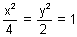 x²/4 = y²/2 = 1